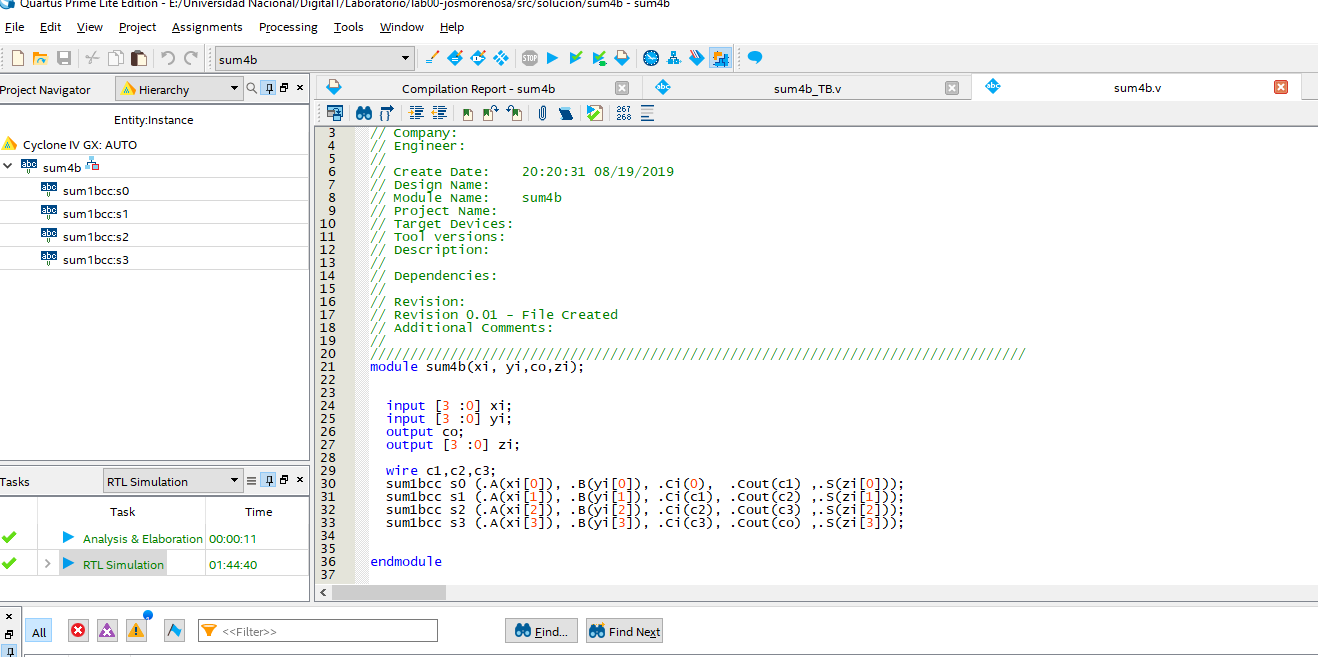 Quartus Prime Lite Edition - E:/Universidad Nacional/DigitalI/Laboratorio/lab00-josmorenosa/src/solucion/sum4b - sum4b
File Edit View Project Assignments Processing Tools Window Help
sum4b
Project Navigator Hierarchy
Compilation Report - sum4b
sum4b_TB.v
sum4b.v
Entity:Instance
Cyclone IV GX: AUTO
sum4b
sum1bcc:s0
sum1bcc:s1
sum1bcc:s2
sum1bcc:s3
267
268
3 // Company:
4 // Engineer:
5 //
6 // Create Date: 20:20:31 08/19/2019
7 // Design Name:
8 // Module Name: sum4b
9 // Project Name:
10 // Target Devices:
11 // Tool versions:
12 // Description:
13 //
14 // Dependencies:
15 //
16 // Revision:
17 // Revision 0.01 - File Created
18 // Additional Comments:
19 //
20 //////////////////////////////////////////////////////////////////////////////////
21 module sum4b(xi, yi,co,zi);
22
23
24 input [3 :0] xi;
25 input [3 :0] yi;
26 output co;
27 output [3 :0] zi;
28
29 wire c1,c2,c3;
30 sum1bcc s0 (.A(xi[0]), .B(yi[0]), .Ci(0), .Cout(c1) ,.S(zi[0]));
31 sum1bcc s1 (.A(xi[1]), .B(yi[1]), .Ci(c1), .Cout(c2) ,.S(zi[1]));
32 sum1bcc s2 (.A(xi[2]), .B(yi[2]), .Ci(c2), .Cout(c3) ,.S(zi[2]));
33 sum1bcc s3 (.A(xi[3]), .B(yi[3]), .Ci(c3), .Cout(co) ,.S(zi[3]));
34
35
36 endmodule
37
Tasks RTL Simulation
Task Time
Analysis & Elaboration 00:00:11
RTL Simulation 01:44:40
All <<Filter>> Find... Find Next